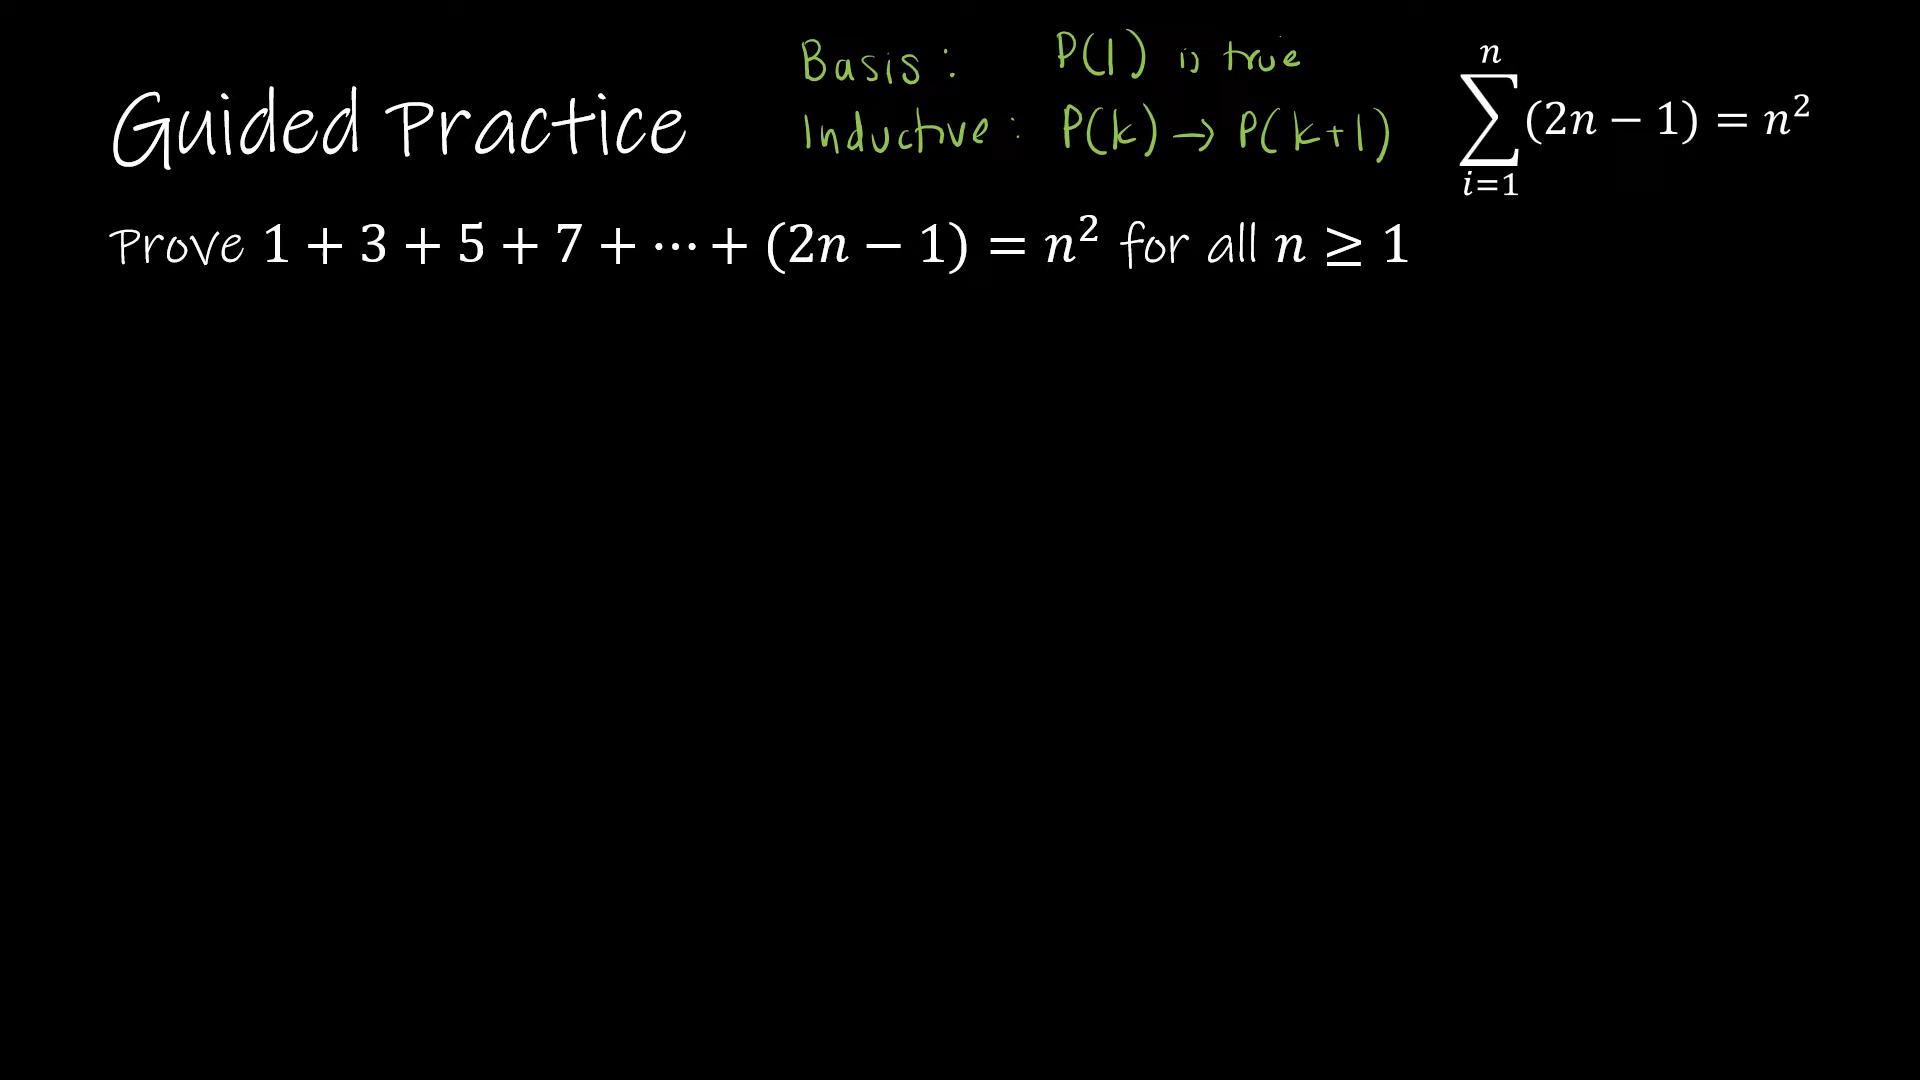 Guided Practice
Basis: P(1) is true
Inductive: P(k) → P(k+1)
∑_{i=1}^{n} (2n − 1) = n²
Prove 1 + 3 + 5 + 7 + ⋯ + (2n − 1) = n² for all n ≥ 1